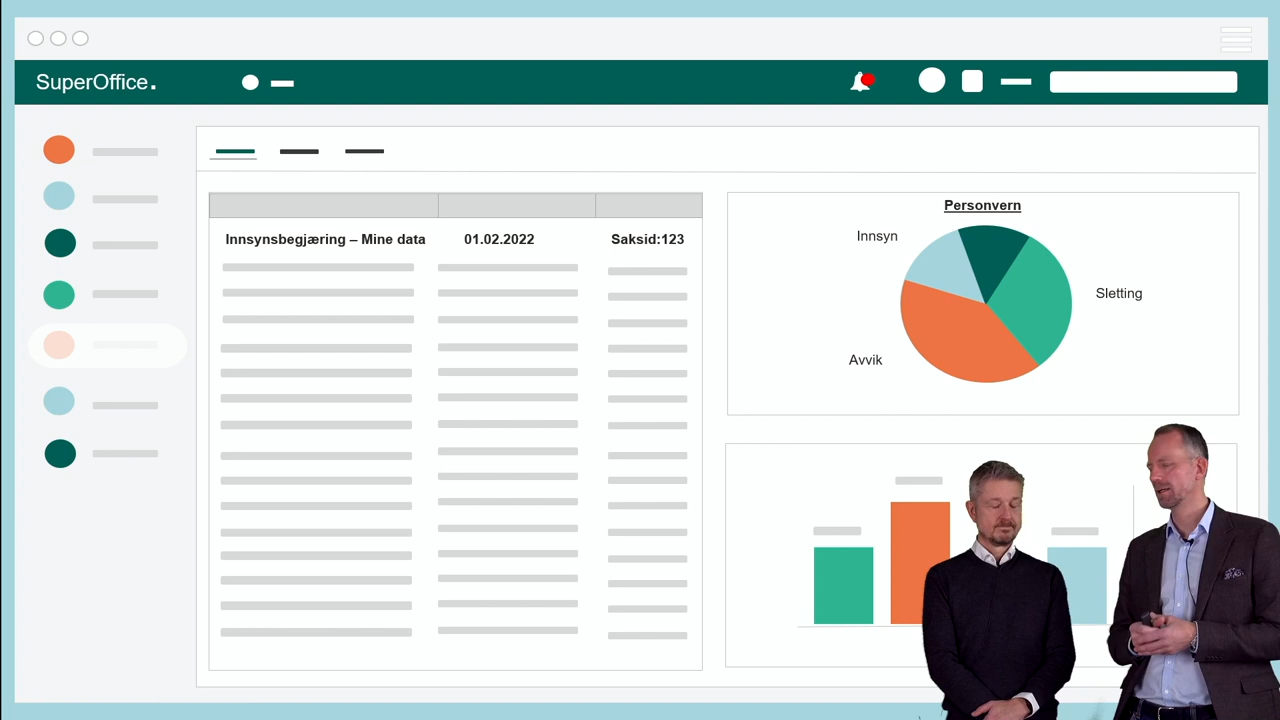 SuperOffice.
Innsynsbegjæring – Mine data 01.02.2022 Saksid:123
Personvern
Innsyn
Sletting
Avvik